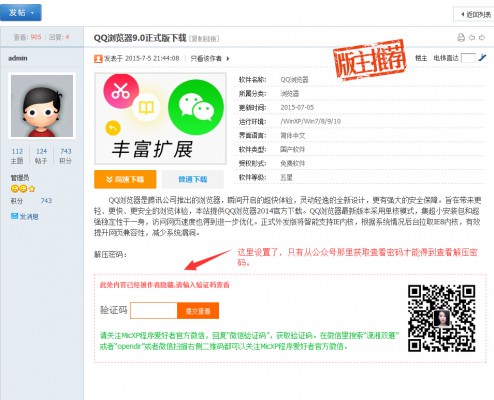 发帖
返回列表
查看: 905 | 回复: 4
QQ浏览器9.0正式版下载 [复制链接]
admin
发表于 2015-7-5 21:44:08 | 只看该作者
楼主 电梯直达
版主推荐
丰富扩展
高速下载
普通下载
软件名称: QQ浏览器
所属分类: 浏览器
更新时间: 2015-07-05
运行环境: /WinXP/Win7/8/9/10
界面语言: 简体中文
软件类型: 国产软件
授权形式: 免费软件
软件等级: 五星
112 124 743
主题 帖子 积分
管理员
积分 743
发消息
QQ浏览器是腾讯公司推出的浏览器，瞬间开启的超快体验，灵动轻逸的全新设计，更有强大的安全保障。旨在带来更
轻、更快、更安全的浏览体验，本站提供QQ浏览器2014官方下载。QQ浏览器最新版本采用单核模式，集超小安装包和超
强稳定性于一身，访问网页速度也得到进一步优化。正式外发版将智能支持IE内核，根据系统情况后台拉取IE8内核，有效
提升网页兼容性，减少系统崩溃。
解压密码:
这里设置了，只有从公众号那里获取查看密码才能得到查看解压密
码。
此处内容已经被作者隐藏,请输入验证码查看
验证码
提交查看
请关注MicXP程序爱好者官方微信，回复“微信验证码”，获取验证码。在微信里搜索“潇湘双意”
或者“opendir”或者微信扫描右侧二维码都可以关注MicXP程序爱好者官方微信。